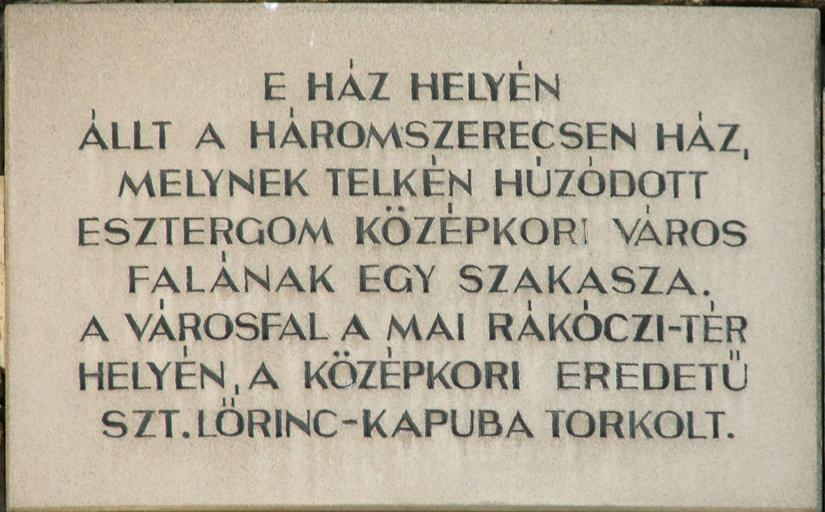 E HÁZ HELYÉN
ÁLLT A HÁROMSZERECSEN HÁZ,
MELYNEK TELKÉN HÚZÓDOTT
ESZTERGOM KÖZÉPKORI VÁROS
FALÁNAK EGY SZAKASZA.
A VÁROSFAL A MAI RÁKÓCZI-TÉR
HELYÉN, A KÖZÉPKORI EREDETŰ
SZT. LŐRINC-KAPUBA TORKOLT.